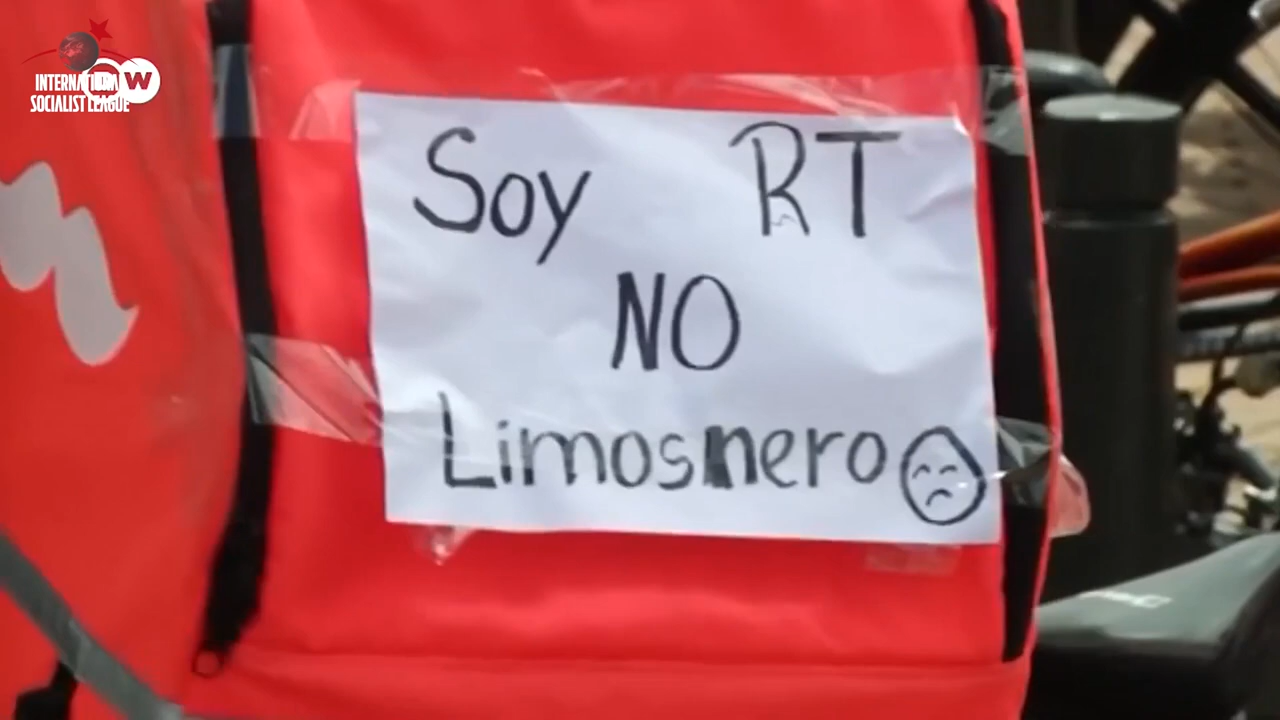 INTERNATIONAL
SOCIALIST LEAGUE
W
Soy RT
NO
Limosnero